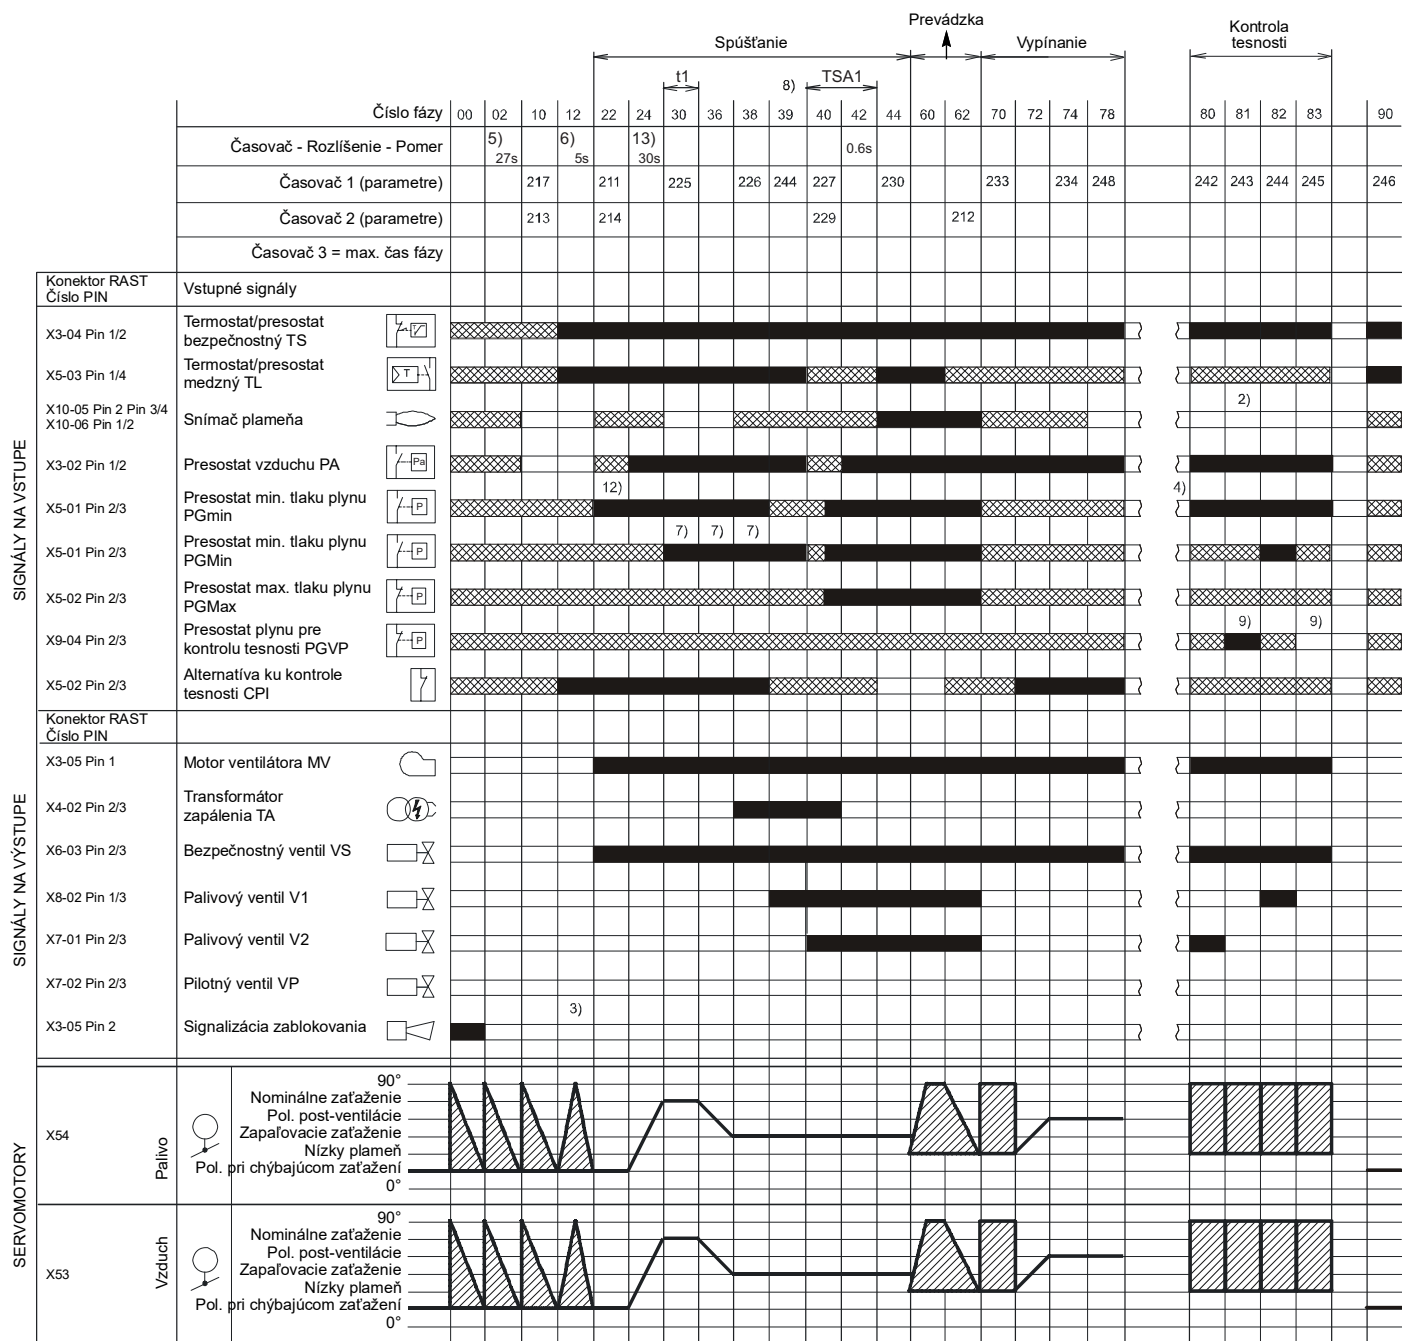 Prevádzka
Spúšťanie
Vypínanie
Kontrola
tesnosti
t1
8)
TSA1
Číslo fázy 00 02 10 12 22 24 30 36 38 39 40 42 44 60 62 70 72 74 78 80 81 82 83 90
Časovač - Rozlíšenie - Pomer 5) 27s 6) 5s 13) 30s 0.6s
Časovač 1 (parametre) 217 211 225 226 244 227 230 233 234 248 242 243 244 245 246
Časovač 2 (parametre) 213 214 229 212
Časovač 3 = max. čas fázy
SIGNÁLY NA VSTUPE
Konektor RAST
Číslo PIN
Vstupné signály
X3-04 Pin 1/2
Termostat/presostat
bezpečnostný TS
X5-03 Pin 1/4
Termostat/presostat
medzný TL
T
2)
X10-05 Pin 2 Pin 3/4
X10-06 Pin 1/2
Snímač plameňa
X3-02 Pin 1/2
Presostat vzduchu PA
Pa
12)
4)
X5-01 Pin 2/3
Presostat min. tlaku plynu
PGmin
P
7) 7) 7)
X5-01 Pin 2/3
Presostat min. tlaku plynu
PGMin
P
X5-02 Pin 2/3
Presostat max. tlaku plynu
PGMax
P
9) 9)
X9-04 Pin 2/3
Presostat plynu pre
kontrolu tesnosti PGVP
P
X5-02 Pin 2/3
Alternatíva ku kontrole
tesnosti CPI
SIGNÁLY NA VÝSTUPE
Konektor RAST
Číslo PIN
X3-05 Pin 1
Motor ventilátora MV
X4-02 Pin 2/3
Transformátor
zapálenia TA
X6-03 Pin 2/3
Bezpečnostný ventil VS
X8-02 Pin 1/3
Palivový ventil V1
X7-01 Pin 2/3
Palivový ventil V2
X7-02 Pin 2/3
Pilotný ventil VP
3)
X3-05 Pin 2
Signalizácia zablokovania
SERVOMOTORY
X54
Palivo
90°
Nominálne zaťaženie
Pol. post-ventilácie
Zapaľovacie zaťaženie
Nízky plameň
Pol. pri chýbajúcom zaťažení
0°
X53
Vzduch
90°
Nominálne zaťaženie
Pol. post-ventilácie
Zapaľovacie zaťaženie
Nízky plameň
Pol. pri chýbajúcom zaťažení
0°